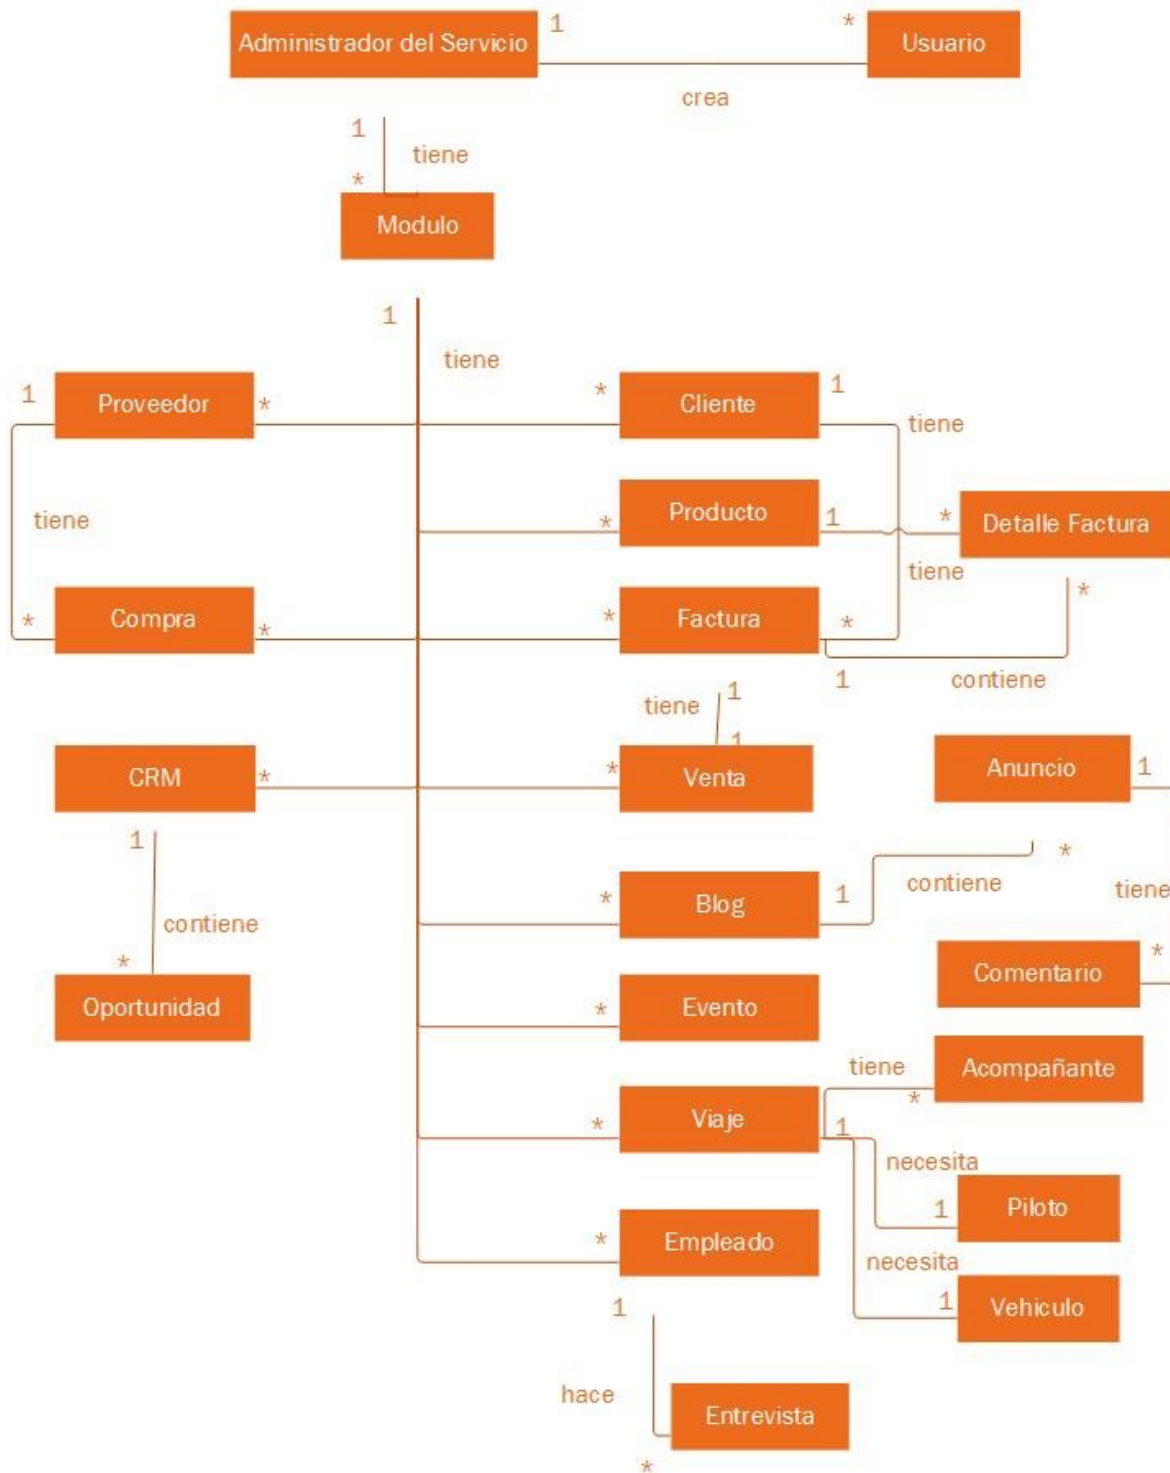 Administrador del Servicio
1
*
Usuario
crea
1
tiene
*
Modulo
1
tiene
1
Proveedor
*
*
Cliente
1
tiene
Producto
*
1
*
Detalle Factura
tiene
tiene
*
Compra
*
*
Factura
*
*
1
contiene
tiene
1
1
CRM
*
*
Venta
Anuncio
1
1
contiene
*
Oportunidad
*
Blog
1
contiene
*
tiene
Comentario
*
*
Evento
tiene
*
Acompañante
*
Viaje
1
necesita
1
Piloto
*
Empleado
necesita
1
Vehiculo
1
hace
*
Entrevista